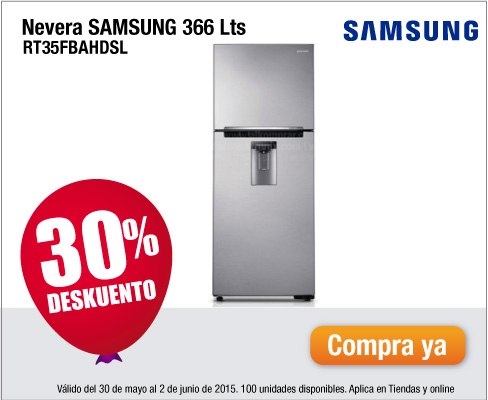 Nevera SAMSUNG 366 Lts
RT35FBAHDSL
SAMSUNG
30%
DESKUENTO
Compra ya
Válido del 30 de mayo al 2 de junio de 2015. 100 unidades disponibles. Aplica en Tiendas y online